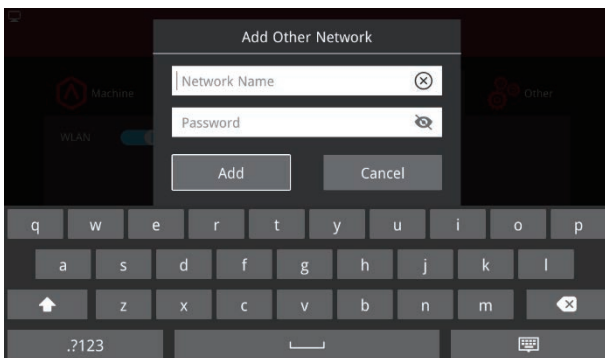 Add Other Network
Network Name
Machine
Other
Password
WLAN
Add Cancel
q w e r t y u i o p
a s d f g h j k l
z x c v b n m
.?123